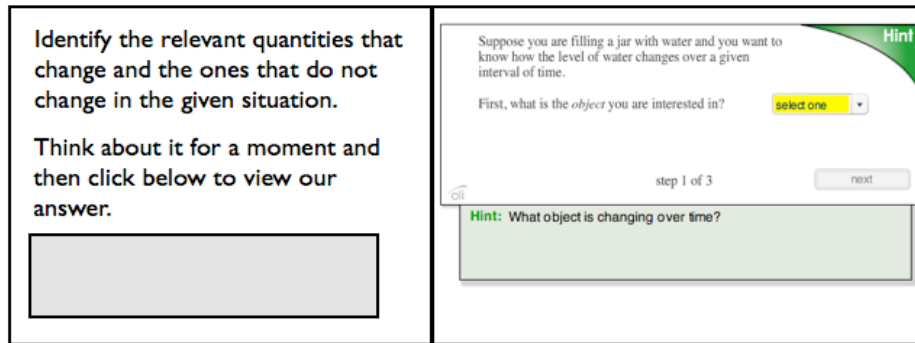 Identify the relevant quantities that
change and the ones that do not
change in the given situation.
Think about it for a moment and
then click below to view our
answer.
Hint
Suppose you are filling a jar with water and you want to
know how the level of water changes over a given
interval of time.
First, what is the object you are interested in?
select one
step 1 of 3
next
oli
Hint: What object is changing over time?